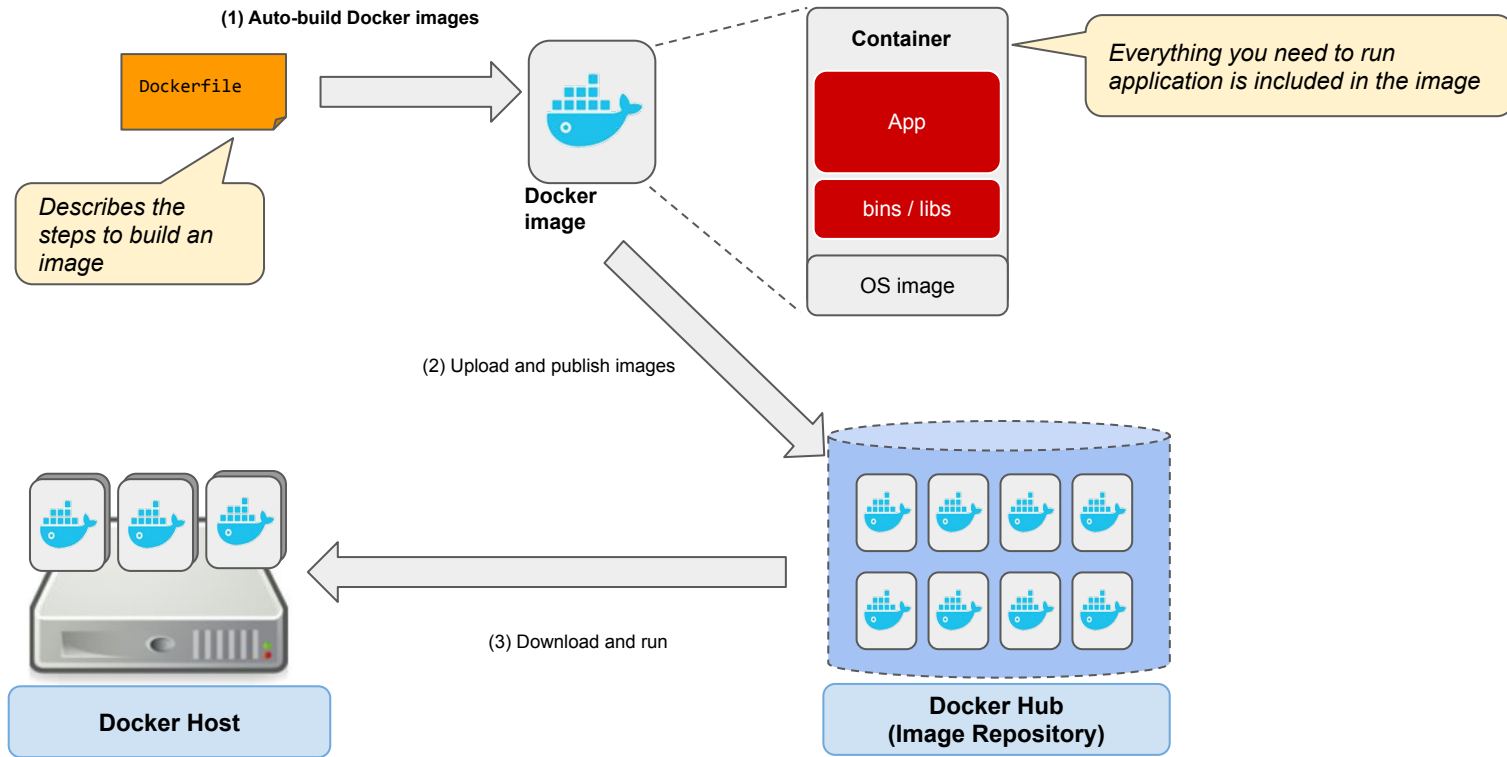 (1) Auto-build Docker images
Dockerfile
Describes the
steps to build an
image
Docker
image
Container
App
bins / libs
OS image
Everything you need to run
application is included in the image
(2) Upload and publish images
(3) Download and run
Docker Host
Docker Hub
(Image Repository)